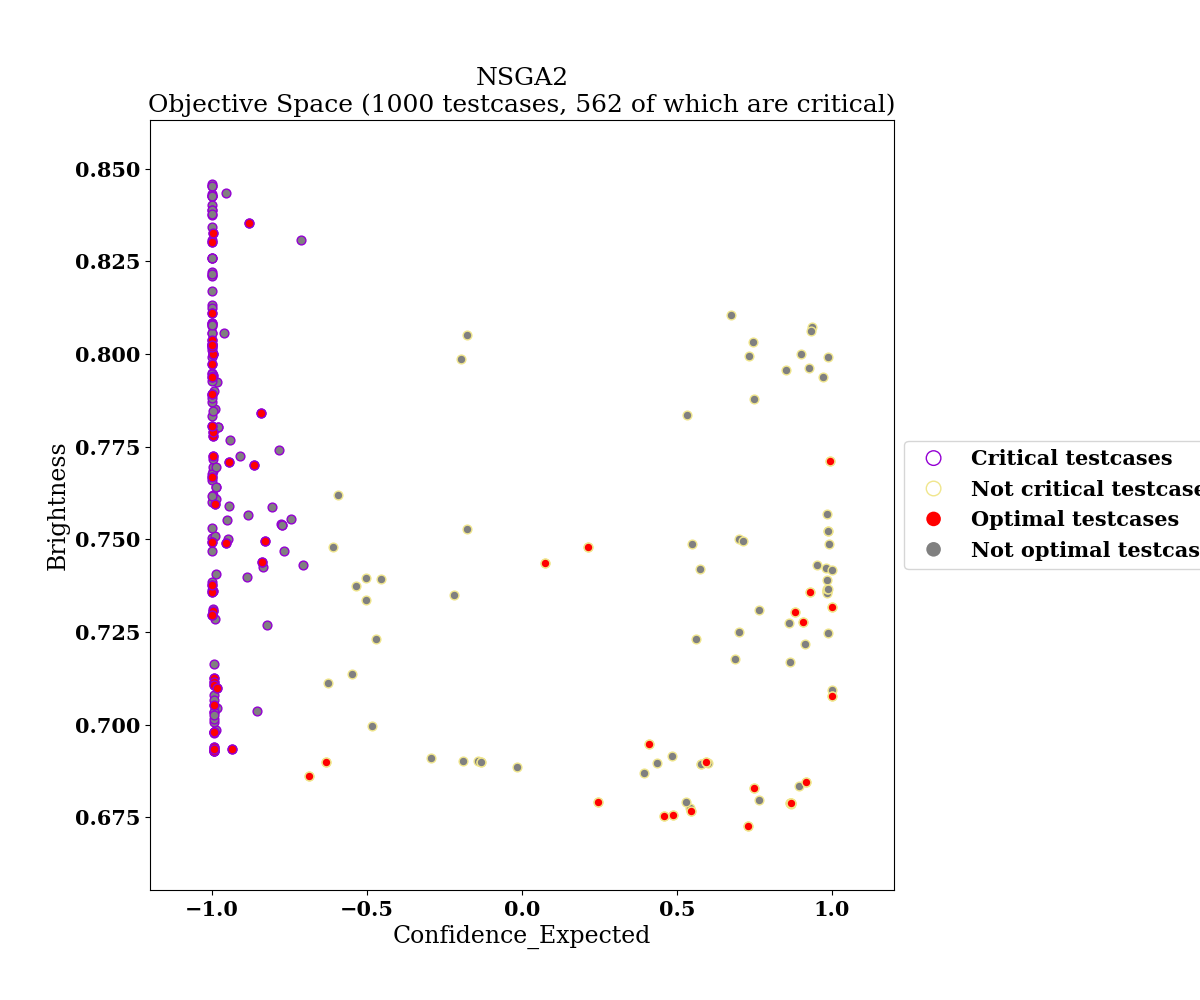 NSGA2
Objective Space (1000 testcases, 562 of which are critical)
0.850
0.825
0.800
0.775
0.750
0.725
0.700
0.675
Brightness
−1.0
−0.5
0.0
0.5
1.0
Confidence_Expected
Critical testcases
Not critical testcase
Optimal testcases
Not optimal testcas